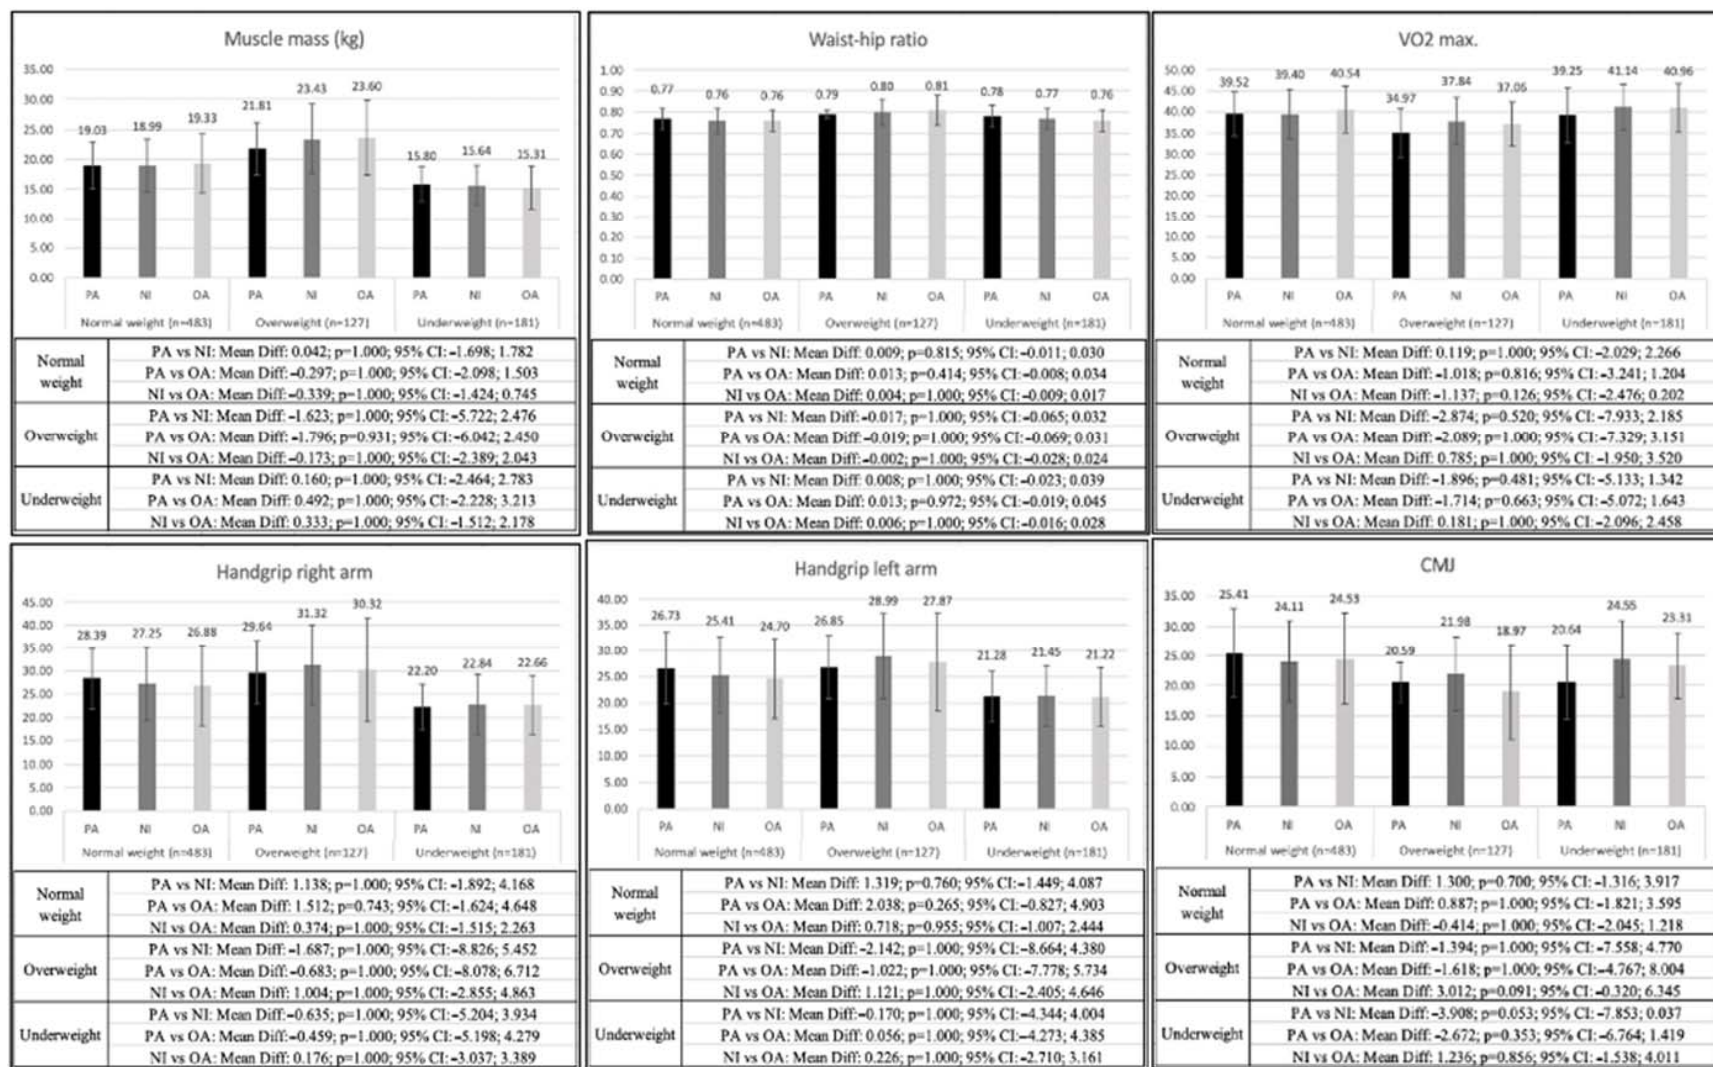 Muscle mass (kg)
35.00
30.00
25.00
20.00
15.00
10.00
5.00
0.00
19.03 18.99 19.33 21.81 23.43 23.60 15.80 15.64 15.31
PA NI OA PA NI OA PA NI OA
Normal weight (n=483) Overweight (n=127) Underweight (n=181)
Normal weight
PA vs NI: Mean Diff: 0.042; p=1.000; 95% CI: -1.698; 1.782
PA vs OA: Mean Diff: -0.297; p=1.000; 95% CI: -2.098; 1.503
NI vs OA: Mean Diff: -0.339; p=1.000; 95% CI: -1.424; 0.745
Overweight
PA vs NI: Mean Diff: -1.623; p=1.000; 95% CI: -5.722; 2.476
PA vs OA: Mean Diff: -1.796; p=0.931; 95% CI: -6.042; 2.450
NI vs OA: Mean Diff: -0.173; p=1.000; 95% CI: -2.389; 2.043
Underweight
PA vs NI: Mean Diff: 0.160; p=1.000; 95% CI: -2.464; 2.783
PA vs OA: Mean Diff: 0.492; p=1.000; 95% CI: -2.228; 3.213
NI vs OA: Mean Diff: 0.333; p=1.000; 95% CI: -1.512; 2.178
Waist-hip ratio
1.00
0.90
0.80
0.70
0.60
0.50
0.40
0.30
0.20
0.10
0.00
0.77 0.76 0.76 0.79 0.80 0.81 0.78 0.77 0.76
PA NI OA PA NI OA PA NI OA
Normal weight (n=483) Overweight (n=127) Underweight (n=181)
Normal weight
PA vs NI: Mean Diff: 0.009; p=0.815; 95% CI: -0.011; 0.030
PA vs OA: Mean Diff: 0.013; p=0.414; 95% CI: -0.008; 0.034
NI vs OA: Mean Diff: 0.004; p=1.000; 95% CI: -0.009; 0.017
Overweight
PA vs NI: Mean Diff: -0.017; p=1.000; 95% CI: -0.065; 0.032
PA vs OA: Mean Diff: -0.019; p=1.000; 95% CI: -0.069; 0.031
NI vs OA: Mean Diff: -0.002; p=1.000; 95% CI: -0.028; 0.024
Underweight
PA vs NI: Mean Diff: 0.008; p=1.000; 95% CI: -0.023; 0.039
PA vs OA: Mean Diff: 0.013; p=0.972; 95% CI: -0.019; 0.045
NI vs OA: Mean Diff: 0.006; p=1.000; 95% CI: -0.016; 0.028
VO2 max.
50.00
45.00
40.00
35.00
30.00
25.00
20.00
15.00
10.00
5.00
0.00
39.52 39.40 40.54 34.97 37.84 37.06 39.25 41.14 40.96
PA NI OA PA NI OA PA NI OA
Normal weight (n=483) Overweight (n=127) Underweight (n=181)
Normal weight
PA vs NI: Mean Diff: 0.119; p=1.000; 95% CI: -2.029; 2.266
PA vs OA: Mean Diff: -1.018; p=0.816; 95% CI: -3.241; 1.204
NI vs OA: Mean Diff: -1.137; p=0.126; 95% CI: -2.476; 0.202
Overweight
PA vs NI: Mean Diff: -2.874; p=0.520; 95% CI: -7.933; 2.185
PA vs OA: Mean Diff: -2.089; p=1.000; 95% CI: -7.329; 3.151
NI vs OA: Mean Diff: 0.785; p=1.000; 95% CI: -1.950; 3.520
Underweight
PA vs NI: Mean Diff: -1.896; p=0.481; 95% CI: -5.133; 1.342
PA vs OA: Mean Diff: -1.714; p=0.663; 95% CI: -5.072; 1.643
NI vs OA: Mean Diff: 0.181; p=1.000; 95% CI: -2.096; 2.458
Handgrip right arm
45.00
40.00
35.00
30.00
25.00
20.00
15.00
10.00
5.00
0.00
28.39 27.25 26.88 29.64 31.32 30.32 22.20 22.84 22.66
PA NI OA PA NI OA PA NI OA
Normal weight (n=483) Overweight (n=127) Underweight (n=181)
Normal weight
PA vs NI: Mean Diff: 1.138; p=1.000; 95% CI: -1.892; 4.168
PA vs OA: Mean Diff: 1.512; p=0.743; 95% CI: -1.624; 4.648
NI vs OA: Mean Diff: 0.374; p=1.000; 95% CI: -1.515; 2.263
Overweight
PA vs NI: Mean Diff: -1.687; p=1.000; 95% CI: -8.826; 5.452
PA vs OA: Mean Diff: -0.683; p=1.000; 95% CI: -8.078; 6.712
NI vs OA: Mean Diff: 1.004; p=1.000; 95% CI: -2.855; 4.863
Underweight
PA vs NI: Mean Diff: -0.635; p=1.000; 95% CI: -5.204; 3.934
PA vs OA: Mean Diff: -0.459; p=1.000; 95% CI: -5.198; 4.279
NI vs OA: Mean Diff: 0.176; p=1.000; 95% CI: -3.037; 3.389
Handgrip left arm
40.00
35.00
30.00
25.00
20.00
15.00
10.00
5.00
0.00
26.73 25.41 24.70 26.85 28.99 27.87 21.28 21.45 21.22
PA NI OA PA NI OA PA NI OA
Normal weight (n=483) Overweight (n=127) Underweight (n=181)
Normal weight
PA vs NI: Mean Diff: 1.319; p=0.760; 95% CI: -1.449; 4.087
PA vs OA: Mean Diff: 2.038; p=0.265; 95% CI: -0.827; 4.903
NI vs OA: Mean Diff: 0.718; p=0.955; 95% CI: -1.007; 2.444
Overweight
PA vs NI: Mean Diff: -2.142; p=1.000; 95% CI: -8.664; 4.380
PA vs OA: Mean Diff: -1.022; p=1.000; 95% CI: -7.778; 5.734
NI vs OA: Mean Diff: 1.121; p=1.000; 95% CI: -2.405; 4.646
Underweight
PA vs NI: Mean Diff: -0.170; p=1.000; 95% CI: -4.344; 4.004
PA vs OA: Mean Diff: 0.056; p=1.000; 95% CI: -4.273; 4.385
NI vs OA: Mean Diff: 0.226; p=1.000; 95% CI: -2.710; 3.161
CMJ
35.00
30.00
25.00
20.00
15.00
10.00
5.00
0.00
25.41 24.11 24.53 20.59 21.98 18.97 20.64 24.55 23.31
PA NI OA PA NI OA PA NI OA
Normal weight (n=483) Overweight (n=127) Underweight (n=181)
Normal weight
PA vs NI: Mean Diff: 1.300; p=0.700; 95% CI: -1.316; 3.917
PA vs OA: Mean Diff: 0.887; p=1.000; 95% CI: -1.821; 3.595
NI vs OA: Mean Diff: -0.414; p=1.000; 95% CI: -2.045; 1.218
Overweight
PA vs NI: Mean Diff: -1.394; p=1.000; 95% CI: -7.558; 4.770
PA vs OA: Mean Diff: -1.618; p=1.000; 95% CI: -4.767; 8.004
NI vs OA: Mean Diff: 3.012; p=0.091; 95% CI: -0.320; 6.345
Underweight
PA vs NI: Mean Diff: -3.908; p=0.053; 95% CI: -7.853; 0.037
PA vs OA: Mean Diff: -2.672; p=0.353; 95% CI: -6.764; 1.419
NI vs OA: Mean Diff: 1.236; p=0.856; 95% CI: -1.538; 4.011